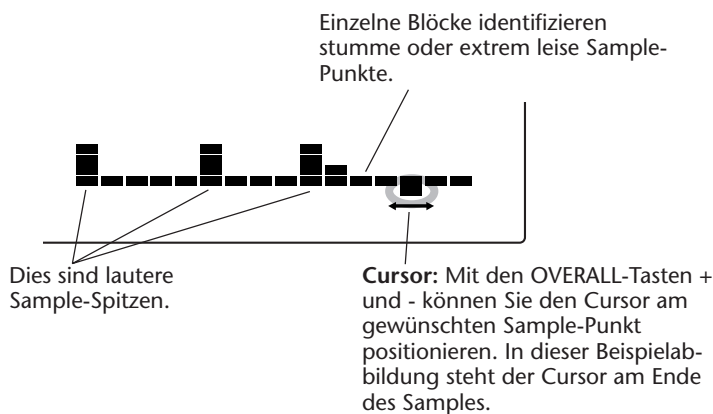 Einzelne Blöcke identifizieren
stumme oder extrem leise Sample-
Punkte.
Dies sind lautere
Sample-Spitzen.
Cursor: Mit den OVERALL-Tasten +
und - können Sie den Cursor am
gewünschten Sample-Punkt
positionieren. In dieser Beispielab-
bildung steht der Cursor am Ende
des Samples.